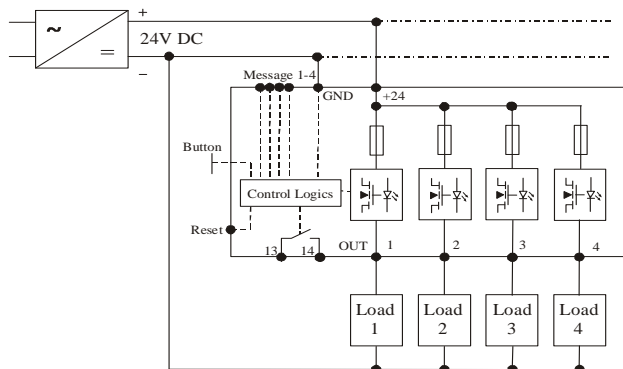 +
~
24V DC
=
−
Message 1-4
GND
+24
Button
Control Logics
Reset
13
14
OUT
1
2
3
4
Load
1
Load
2
Load
3
Load
4